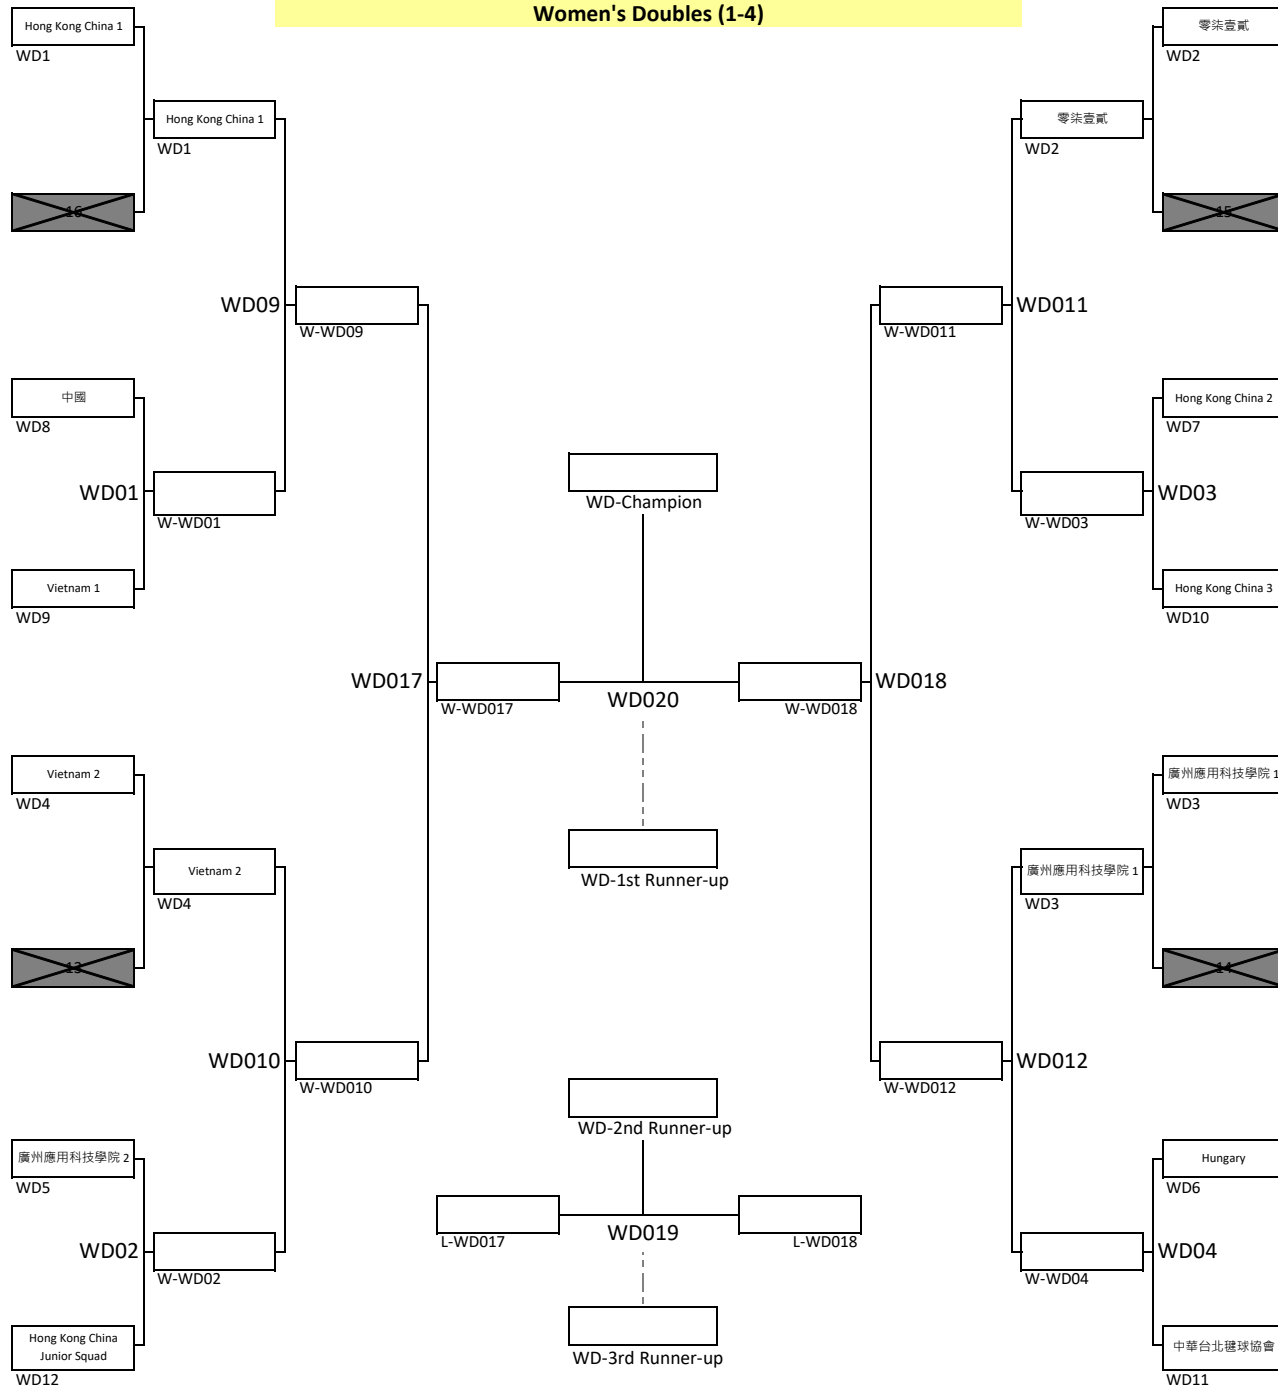 Women's Doubles (1-4)
Hong Kong China 1
WD1
Hong Kong China 1
WD1
16
WD09
W-WD09
中國
WD8
WD01
W-WD01
Vietnam 1
WD9
WD017
W-WD017
Vietnam 2
WD4
Vietnam 2
WD4
13
WD010
W-WD010
廣州應用科技學院 2
WD5
WD02
W-WD02
Hong Kong China
Junior Squad
WD12
WD-Champion
WD020
WD-1st Runner-up
WD-2nd Runner-up
L-WD017
WD019
L-WD018
WD-3rd Runner-up
零柒壹貳
WD2
零柒壹貳
WD2
15
W-WD011
WD011
Hong Kong China 2
WD7
W-WD03
WD03
Hong Kong China 3
WD10
W-WD018
WD018
廣州應用科技學院 1
WD3
廣州應用科技學院 1
WD3
14
W-WD012
WD012
Hungary
WD6
W-WD04
WD04
中華台北毽球協會
WD11